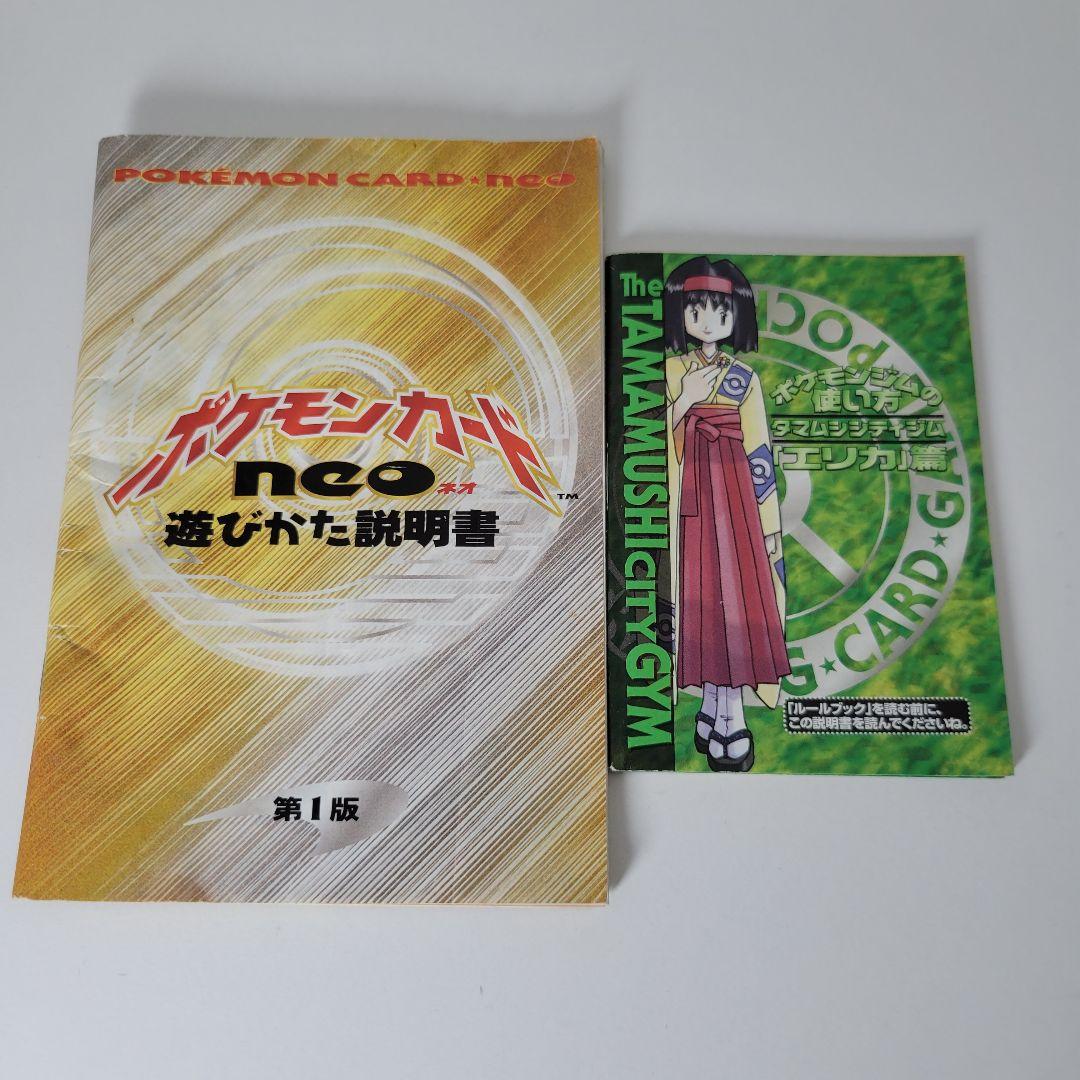 POKÉMON CARD★neo
ポケモンカード
neo ネオ
™
遊びかた説明書
第1版
The TAMAMUSHI CITY GYM
ポケモンジムの
使い方
タマムシシティジム
「エリカ」篇
POC
G★CARD★GA
「ルールブック」を読む前に、
この説明書を読んでくださいね。